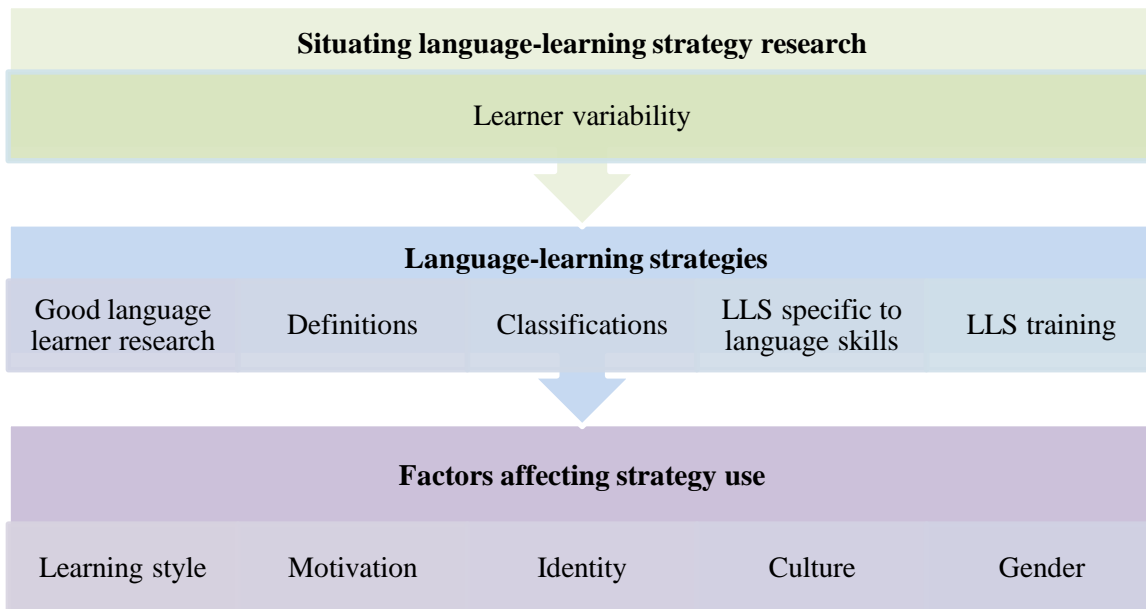 Situating language-learning strategy research
Learner variability
Language-learning strategies
Good language
learner research
Definitions
Classifications
LLS specific to
language skills
LLS training
Factors affecting strategy use
Learning style
Motivation
Identity
Culture
Gender